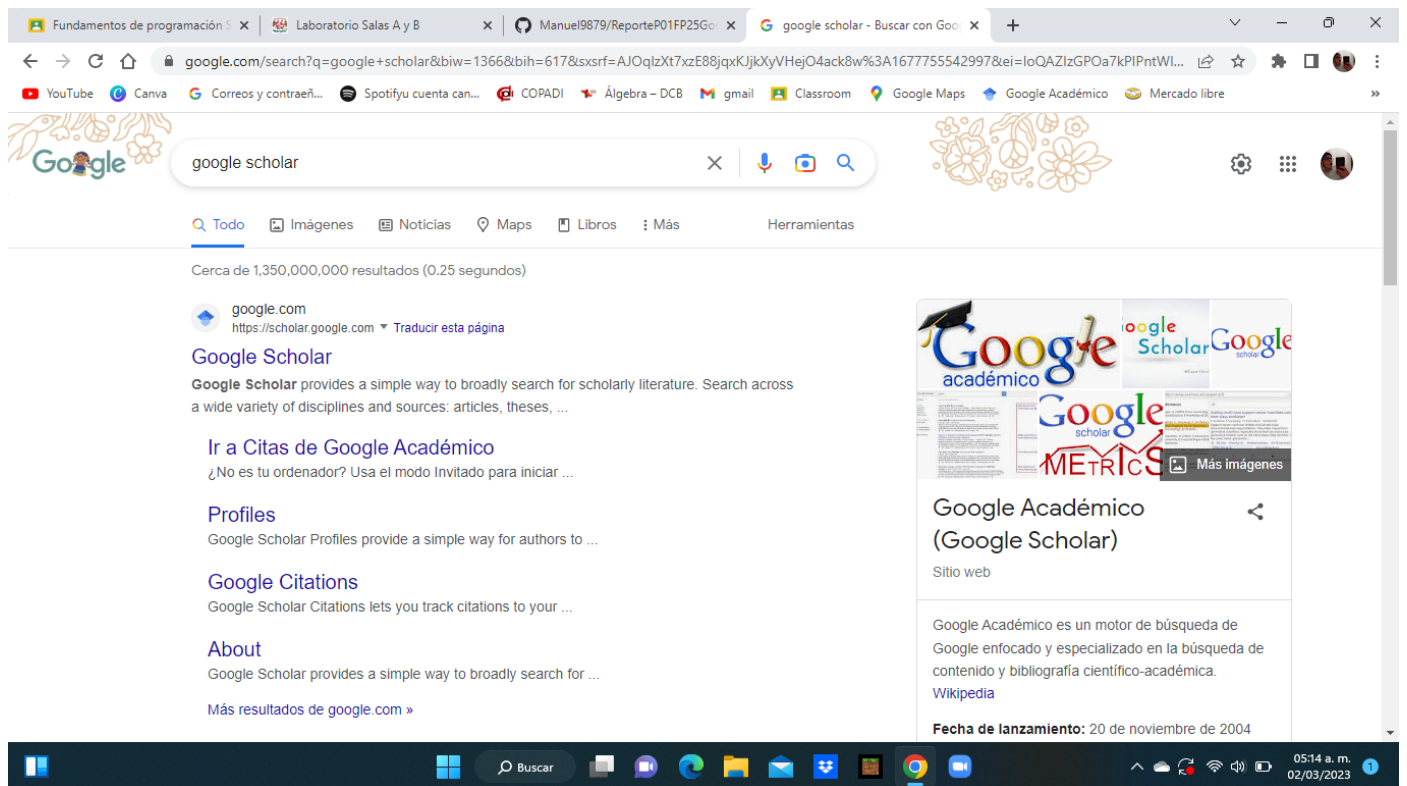 Fundamentos de programación S
Laboratorio Salas A y B
Manuel9879/ReporteP01FP25Go
google scholar - Buscar con Goo
google.com/search?q=google+scholar&biw=1366&bih=617&sxsrf=AJOqlzXt7xzE88jqxKJjkXyVHejO4ack8w%3A1677755542997&ei=IoQAZIzGPOa7kPIPntWI...
YouTube
Canva
Correos y contraeñ...
Spotifyu cuenta can...
COPADI
Álgebra – DCB
gmail
Classroom
Google Maps
Google Académico
Mercado libre
»
Google
google scholar
Todo
Imágenes
Noticias
Maps
Libros
Más
Herramientas
Cerca de 1,350,000,000 resultados (0.25 segundos)
google.com
https://scholar.google.com Traducir esta página
Google Scholar
Google Scholar provides a simple way to broadly search for scholarly literature. Search across
a wide variety of disciplines and sources: articles, theses, ...
Ir a Citas de Google Académico
¿No es tu ordenador? Usa el modo Invitado para iniciar ...
Profiles
Google Scholar Profiles provide a simple way for authors to ...
Google Citations
Google Scholar Citations lets you track citations to your ...
About
Google Scholar provides a simple way to broadly search for ...
Más resultados de google.com »
Google
académico
oogle
Scholar
Google
scholar
Google
scholar
METRICS
Más imágenes
Google Académico
(Google Scholar)
Sitio web
Google Académico es un motor de búsqueda de
Google enfocado y especializado en la búsqueda de
contenido y bibliografía científico-académica.
Wikipedia
Fecha de lanzamiento: 20 de noviembre de 2004
Buscar
05:14 a. m.
02/03/2023
1